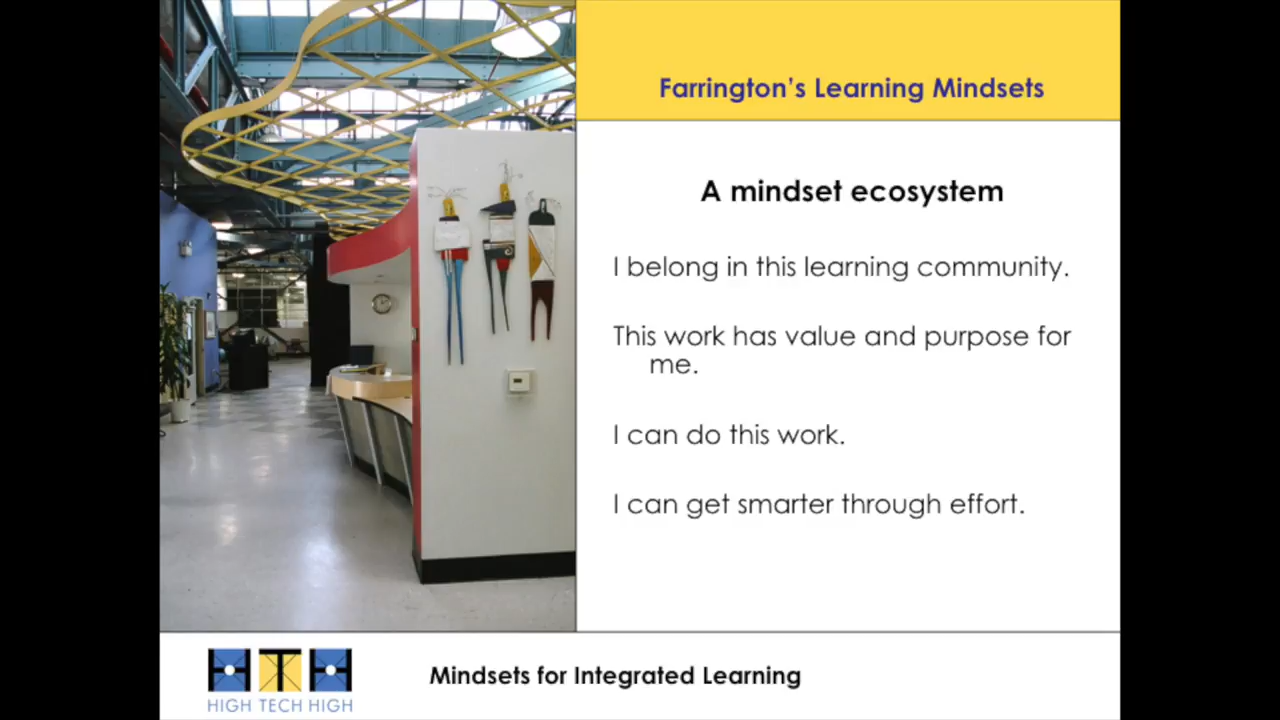 Farrington's Learning Mindsets
A mindset ecosystem
I belong in this learning community.
This work has value and purpose for
me.
I can do this work.
I can get smarter through effort.
HTH
HIGH TECH HIGH
Mindsets for Integrated Learning